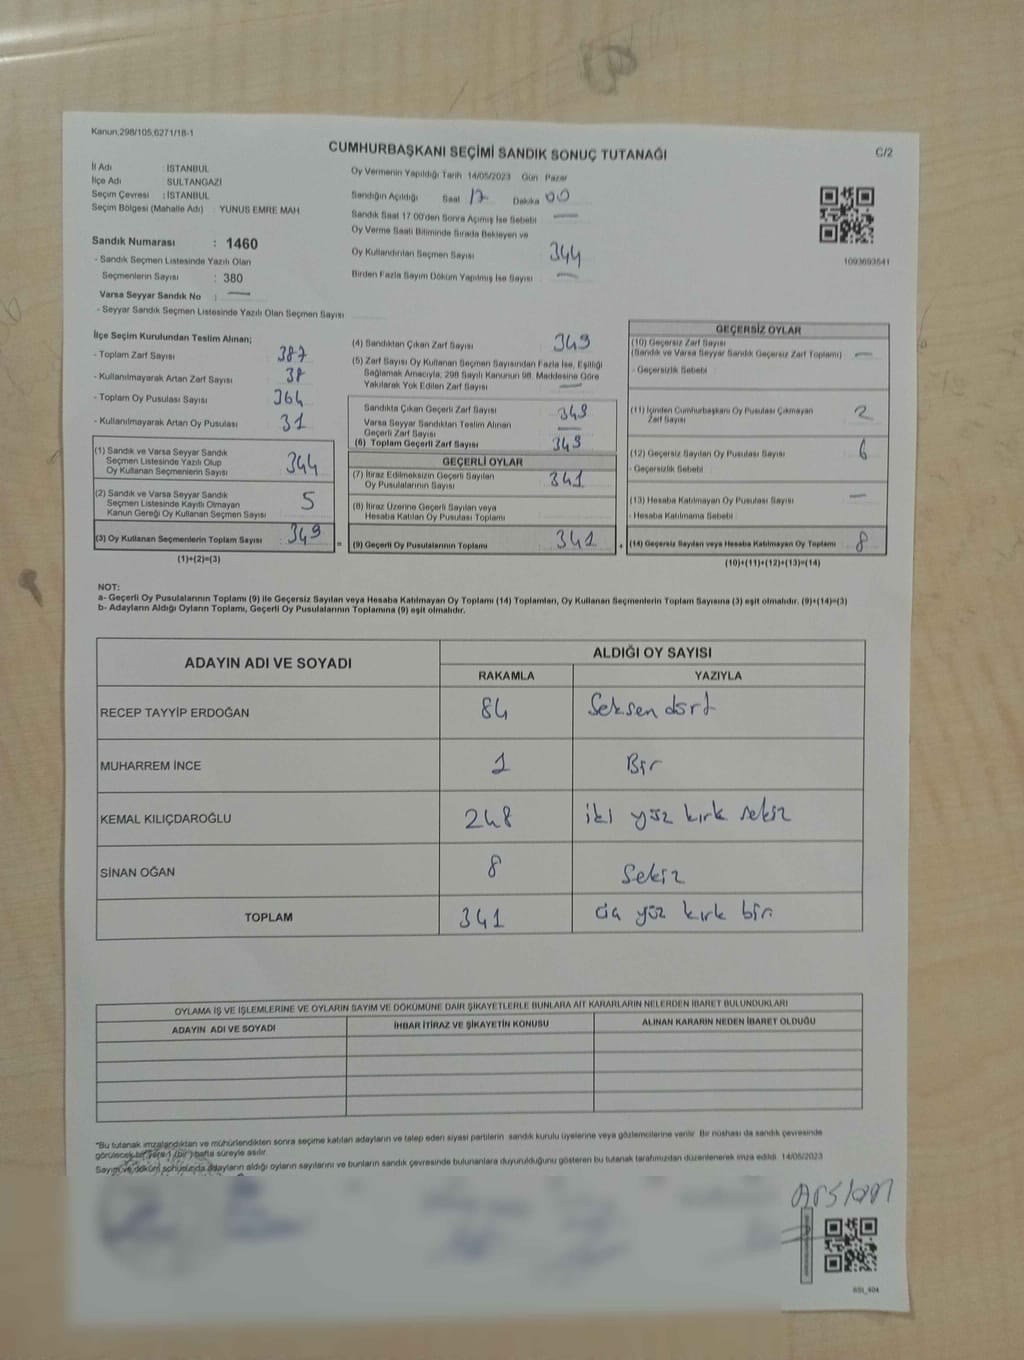 Kanun;298/105,6271/18-1
CUMHURBAŞKANI SEÇİMİ SANDIK SONUÇ TUTANAĞI
C/2
İl Adı : İSTANBUL
İlçe Adı : SULTANGAZİ
Seçim Çevresi : İSTANBUL
Seçim Bölgesi (Mahalle Adı) : YUNUS EMRE MAH
Sandık Numarası : 1460
- Sandık Seçmen Listesinde Yazılı Olan
Seçmenlerin Sayısı : 380
Varsa Seyyar Sandık No : —
- Seyyar Sandık Seçmen Listesinde Yazılı Olan Seçmen Sayısı
Oy Vermenin Yapıldığı Tarih 14/05/2023 Gün Pazar
Sandığın Açıldığı Saat 17 Dakika 00
Sandık Saat 17:00'den Sonra Açılmış İse Sebebi —
Oy Verme Saati Bitiminde Sırada Bekleyen ve
Oy Kullandırılan Seçmen Sayısı 344
Birden Fazla Sayım Döküm Yapılmış İse Sayısı —
1093693641
İlçe Seçim Kurulundan Teslim Alınan;
- Toplam Zarf Sayısı 387
- Kullanılmayarak Artan Zarf Sayısı 38
- Toplam Oy Pusulası Sayısı 364
- Kullanılmayarak Artan Oy Pusulası 31
(1) Sandık ve Varsa Seyyar Sandık
Seçmen Listesinde Yazılı Olup
Oy Kullanan Seçmenlerin Sayısı 344
(2) Sandık ve Varsa Seyyar Sandık
Seçmen Listesinde Kayıtlı Olmayan
Kanun Gereği Oy Kullanan Seçmen Sayısı 5
(3) Oy Kullanan Seçmenlerin Toplam Sayısı 349
(1)+(2)=(3)
(4) Sandıktan Çıkan Zarf Sayısı 349
(5) Zarf Sayısı Oy Kullanan Seçmen Sayısından Fazla İse, Eşitliği
Sağlamak Amacıyla, 298 Sayılı Kanunun 98. Maddesine Göre
Yakılarak Yok Edilen Zarf Sayısı —
Sandıkta Çıkan Geçerli Zarf Sayısı 349
Varsa Seyyar Sandıktan Teslim Alınan
Geçerli Zarf Sayısı —
(6) Toplam Geçerli Zarf Sayısı 349
GEÇERLİ OYLAR
(7) İtiraz Edilmeksizin Geçerli Sayılan
Oy Pusulalarının Sayısı 341
(8) İtiraz Üzerine Geçerli Sayılan veya
Hesaba Katılan Oy Pusulası Toplamı
= (9) Geçerli Oy Pusulalarının Toplamı 341
GEÇERSİZ OYLAR
(10) Geçersiz Zarf Sayısı
(Sandık ve Varsa Seyyar Sandık Geçersiz Zarf Toplamı) —
- Geçersizlik Sebebi
(11) İçinden Cumhurbaşkanı Oy Pusulası Çıkmayan
Zarf Sayısı 2
(12) Geçersiz Sayılan Oy Pusulası Sayısı 6
- Geçersizlik Sebebi
(13) Hesaba Katılmayan Oy Pusulası Sayısı —
- Hesaba Katılmama Sebebi
+ (14) Geçersiz Sayılan veya Hesaba Katılmayan Oy Toplamı 8
(10)+(11)+(12)+(13)=(14)
NOT:
a- Geçerli Oy Pusulalarının Toplamı (9) ile Geçersiz Sayılan veya Hesaba Katılmayan Oy Toplamı (14) Toplamları, Oy Kullanan Seçmenlerin Toplam Sayısına (3) eşit olmalıdır. (9)+(14)=(3)
b- Adayların Aldığı Oyların Toplamı, Geçerli Oy Pusulalarının Toplamına (9) eşit olmalıdır.
ADAYIN ADI VE SOYADI
ALDIĞI OY SAYISI
RAKAMLA YAZIYLA
RECEP TAYYİP ERDOĞAN 84 Seksen dört
MUHARREM İNCE 1 Bir
KEMAL KILIÇDAROĞLU 248 iki yüz kırk sekiz
SİNAN OĞAN 8 Sekiz
TOPLAM 341 yüz kırk bir
OYLAMA İŞ VE İŞLEMLERİNE VE OYLARIN SAYIM VE DÖKÜMÜNE DAİR ŞİKAYETLERLE BUNLARA AİT KARARLARIN NELERDEN İBARET BULUNDUKLARI
ADAYIN ADI VE SOYADI İHBAR İTİRAZ VE ŞİKAYETİN KONUSU ALINAN KARARIN NEDEN İBARET OLDUĞU
"Bu tutanak imzalandıktan ve mühürlendikten sonra seçime katılan adayların ve talep eden siyasi partilerin sandık kurulu üyelerine veya gözlemcilerine verilir. Bir nüshası da sandık çevresinde
görülecek bir yere 1 (bir) hafta süreyle asılır.
Sayım ve döküm sonucunda adayların aldığı oyların sayılarını ve bunların sandık çevresinde bulunanlara duyurulduğunu gösteren bu tutanak tarafımızdan düzenlenerek imza edildi. 14/05/2023
Arslan